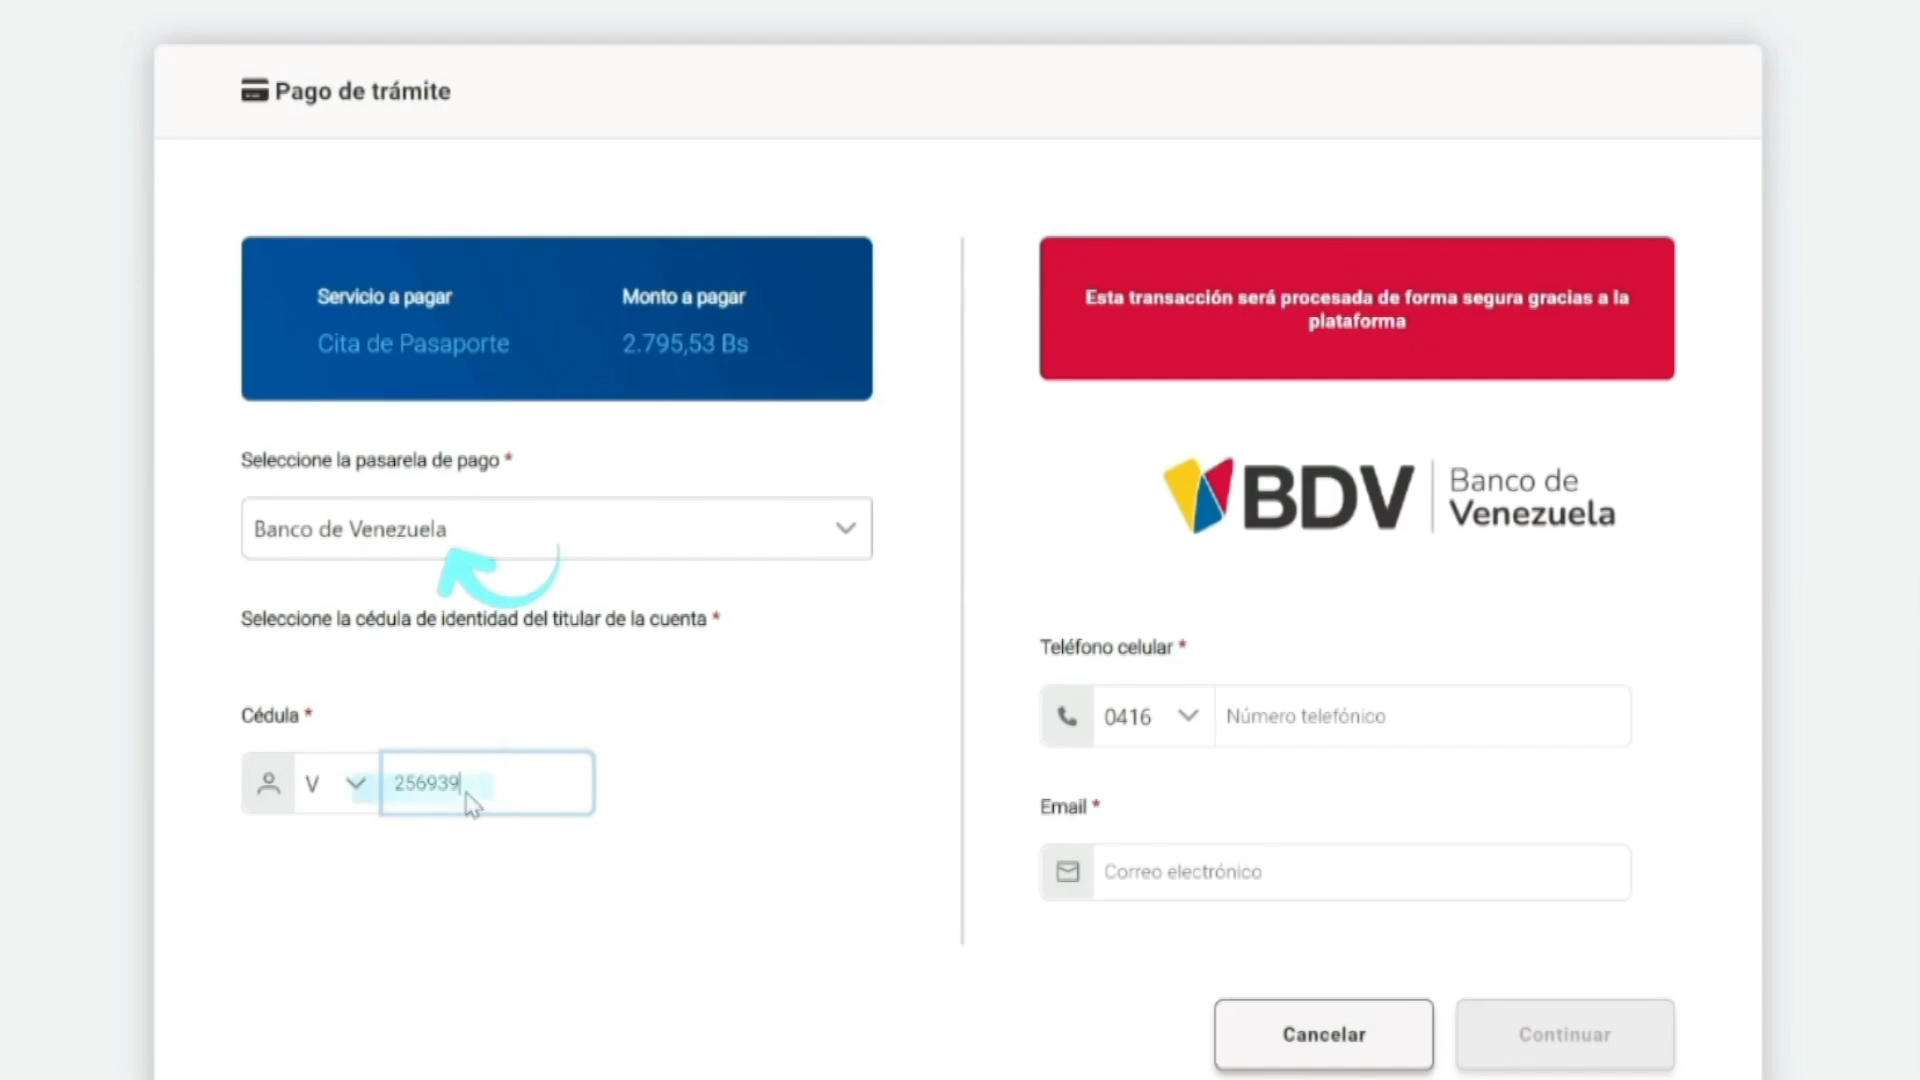 Pago de trámite
Servicio a pagar
Cita de Pasaporte
Monto a pagar
2.795,53 Bs
Seleccione la pasarela de pago *
Banco de Venezuela
Seleccione la cédula de identidad del titular de la cuenta *
Cédula *
V
256939
Esta transacción será procesada de forma segura gracias a la
plataforma
BDV
Banco de
Venezuela
Teléfono celular *
0416
Número telefónico
Email *
Correo electrónico
Cancelar
Continuar